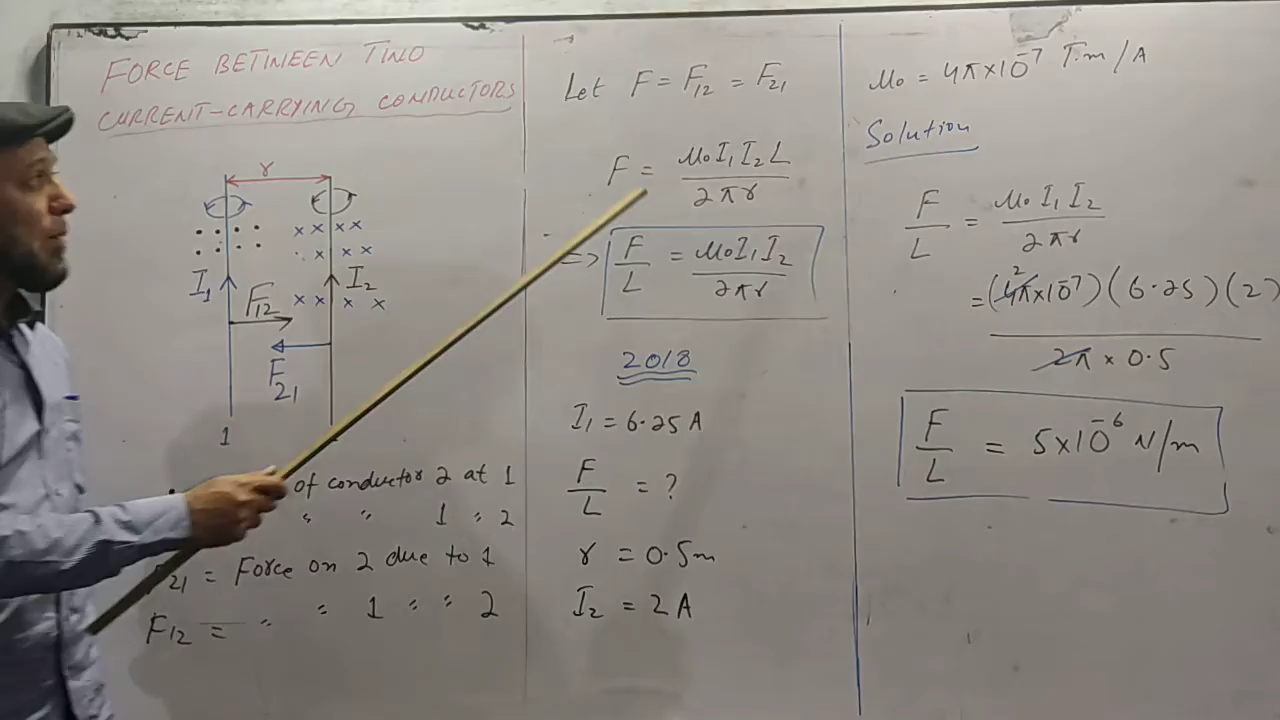 FORCE BETWEEN TWO
CURRENT-CARRYING CONDUCTORS
r
I₁
I₂
F₁₂
F₂₁
1
of conductor 2 at 1
" " 1 " 2
F₂₁ = Force on 2 due to 1
F₁₂ = " " 1 " " 2
Let F = F₁₂ = F₂₁
F = μ₀I₁I₂L / 2πr
=> F/L = μ₀I₁I₂ / 2πr
2018
I₁ = 6.25 A
F/L = ?
r = 0.5m
I₂ = 2A
μ₀ = 4π×10⁻⁷ T.m/A
Solution
F/L = μ₀I₁I₂ / 2πr
= (4π×10⁻⁷)(6.25)(2) / 2π × 0.5
F/L = 5×10⁻⁶ N/m